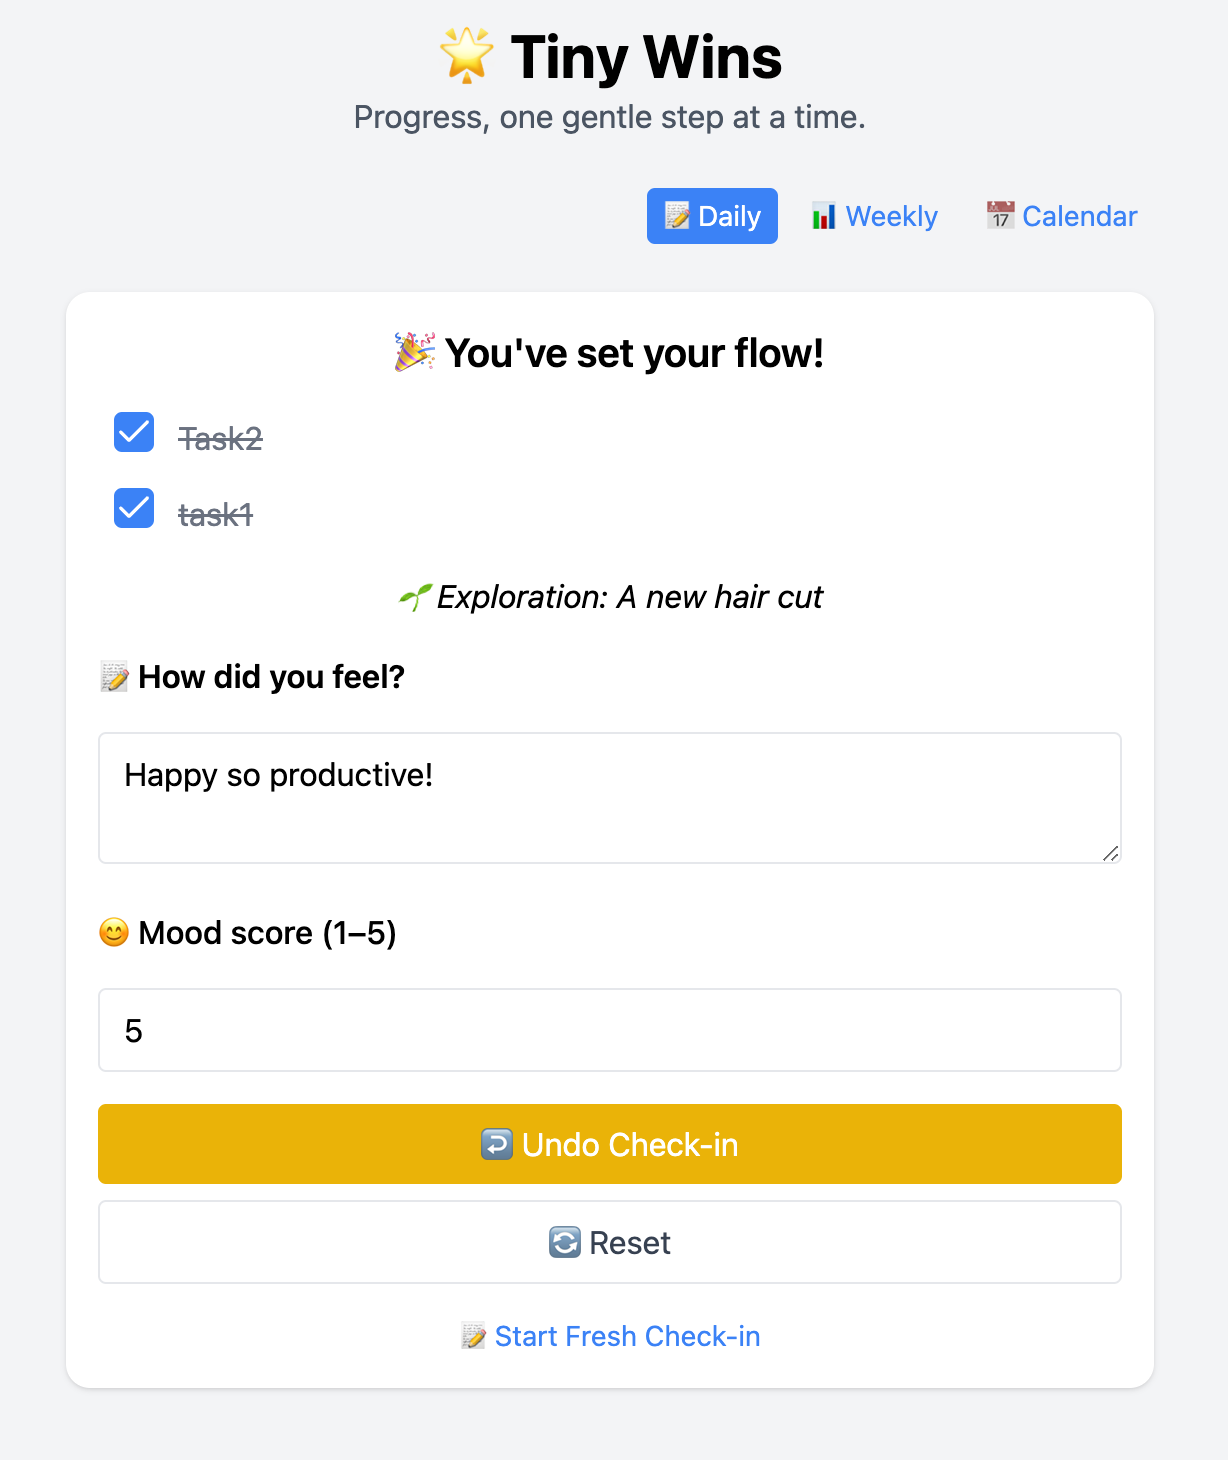 🌟 Tiny Wins
Progress, one gentle step at a time.
📝 Daily 📊 Weekly 📅 Calendar
🎉 You've set your flow!
Task2
task1
🌱 Exploration: A new hair cut
📝 How did you feel?
Happy so productive!
😊 Mood score (1–5)
5
↩️ Undo Check-in
🔄 Reset
📝 Start Fresh Check-in